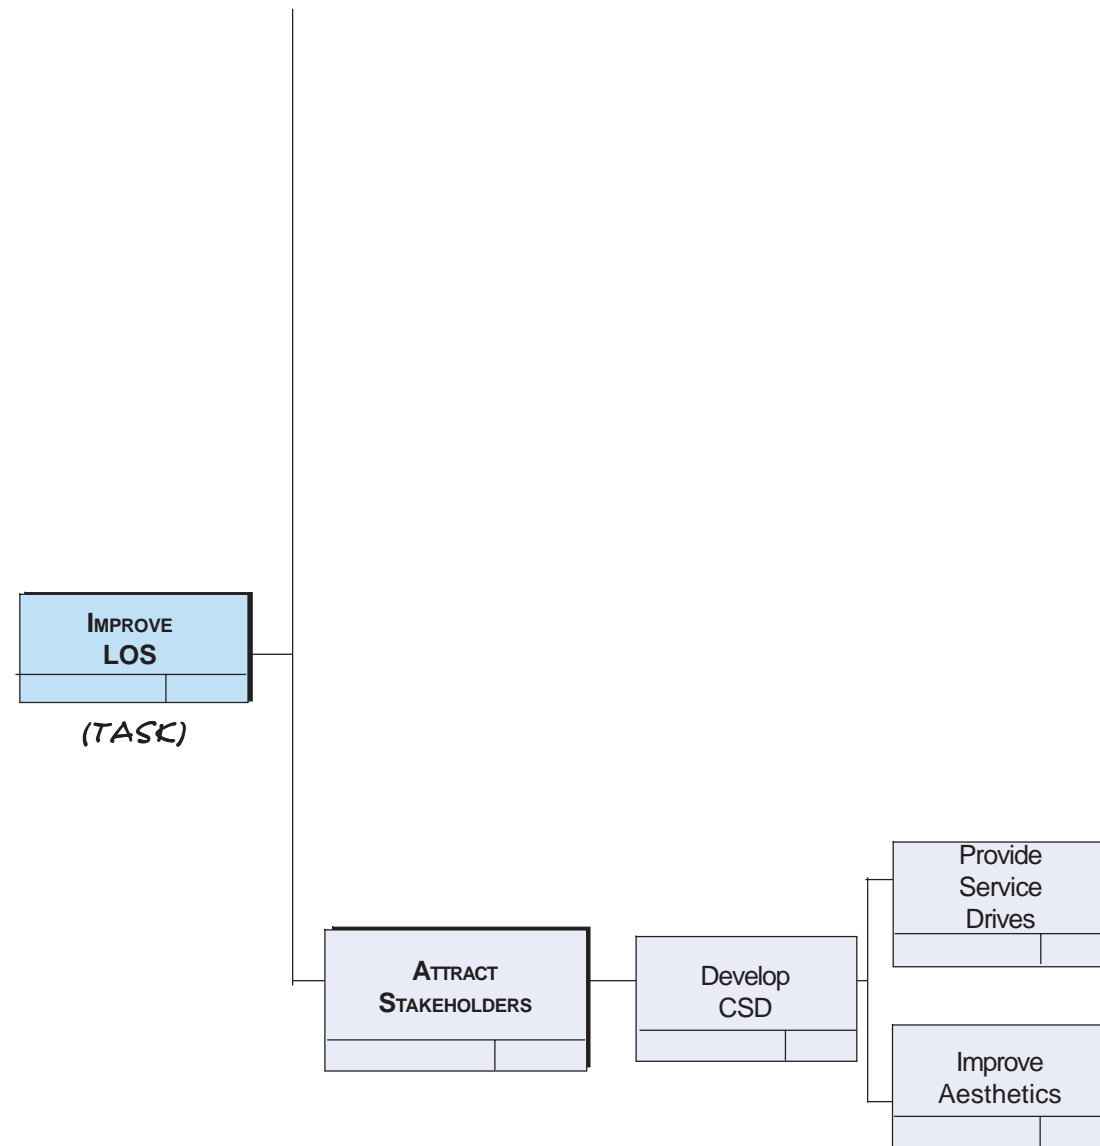 IMPROVE
LOS
(TASK)
ATTRACT
STAKEHOLDERS
Develop
CSD
Provide
Service
Drives
Improve
Aesthetics